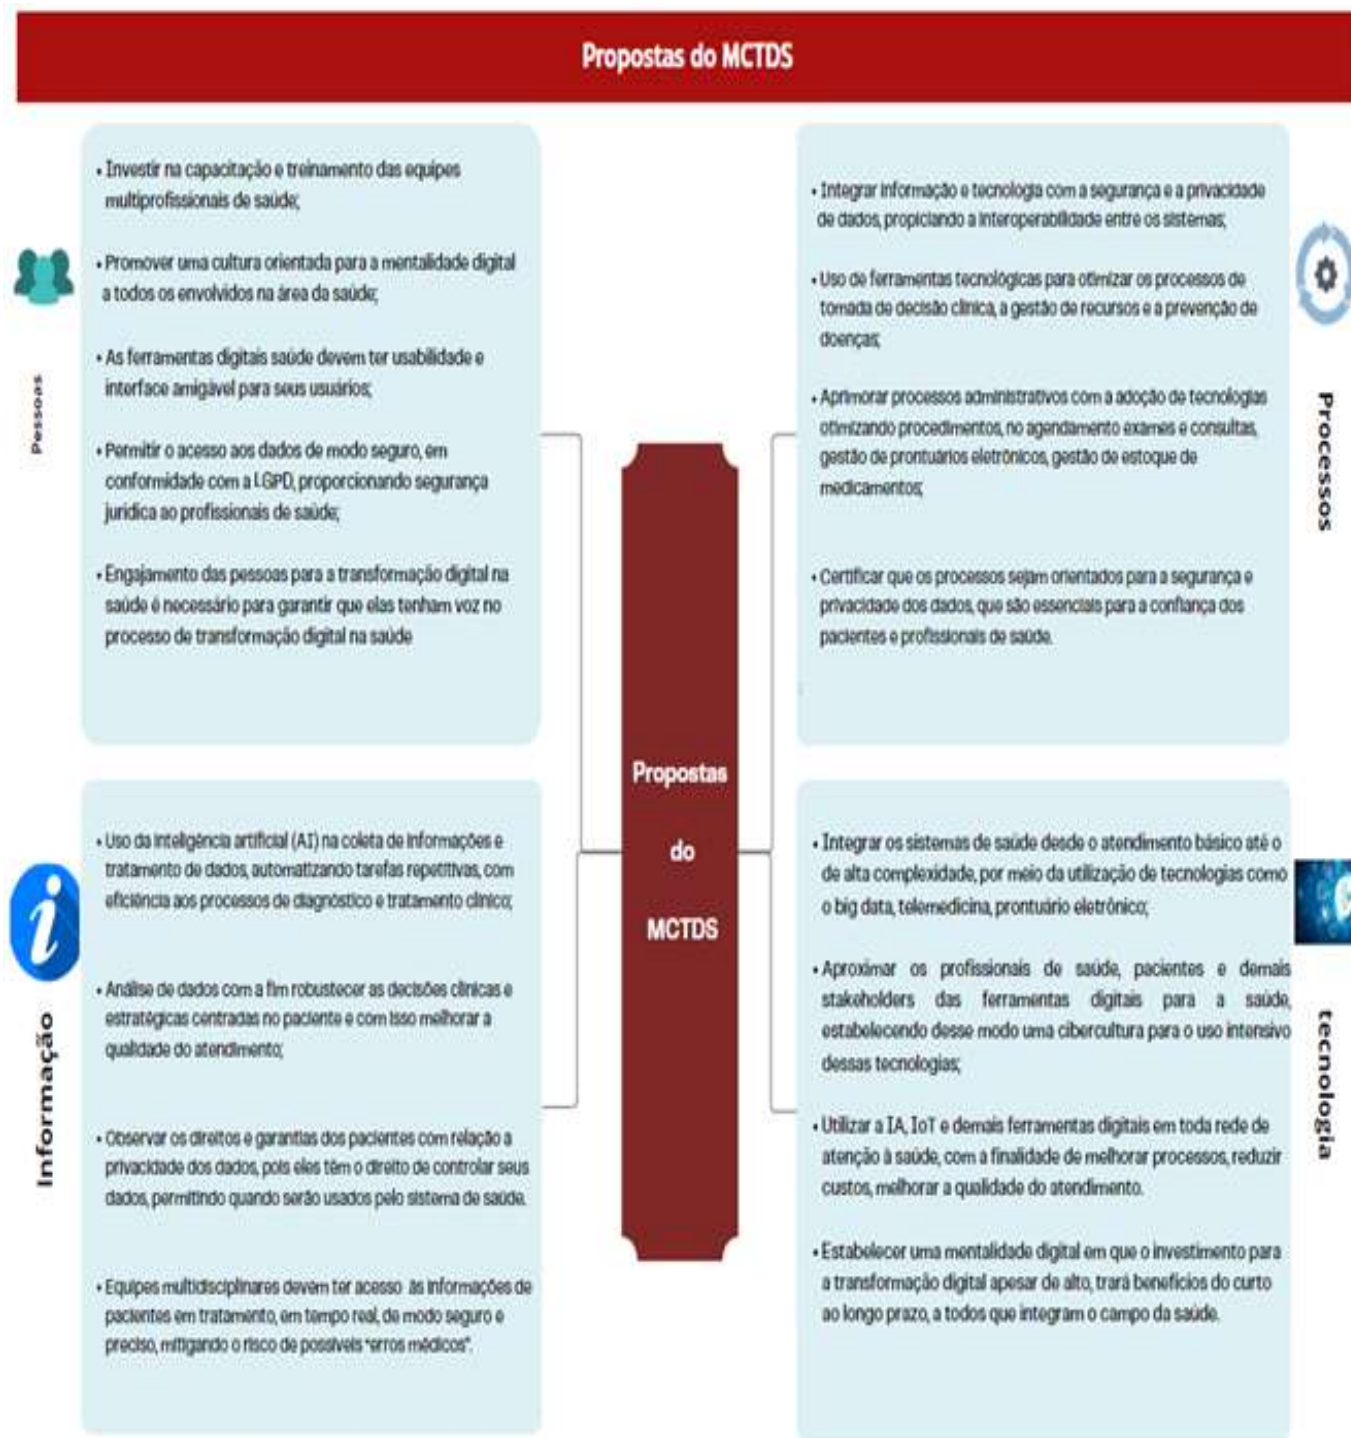 Propostas do MCTDS
Pessoas
• Investir na capacitação e treinamento das equipes
multiprofissionais de saúde;
• Promover uma cultura orientada para a mentalidade digital
a todos os envolvidos na área da saúde;
• As ferramentas digitais saúde devem ter usabilidade e
interface amigável para seus usuários;
• Permitir o acesso aos dados de modo seguro, em
conformidade com a LGPD, proporcionando segurança
jurídica ao profissionais de saúde;
• Engajamento das pessoas para a transformação digital na
saúde é necessário para garantir que elas tenham voz no
processo de transformação digital na saúde
Processos
• Integrar informação e tecnologia com a segurança e a privacidade
de dados, propiciando a interoperabilidade entre os sistemas;
• Uso de ferramentas tecnológicas para otimizar os processos de
tomada de decisão clínica, a gestão de recursos e a prevenção de
doenças;
• Aprimorar processos administrativos com a adoção de tecnologias
otimizando procedimentos, no agendamento exames e consultas,
gestão de prontuários eletrônicos, gestão de estoque de
medicamentos;
• Certificar que os processos sejam orientados para a segurança e
privacidade dos dados, que são essenciais para a confiança dos
pacientes e profissionais de saúde.
Propostas
do
MCTDS
Informação
• Uso da inteligência artificial (AI) na coleta de informações e
tratamento de dados, automatizando tarefas repetitivas, com
eficiência aos processos de diagnóstico e tratamento clínico;
• Análise de dados com a fim robustecer as decisões clínicas e
estratégicas centradas no paciente e com isso melhorar a
qualidade do atendimento;
• Observar os direitos e garantias dos pacientes com relação a
privacidade dos dados, pois eles têm o direito de controlar seus
dados, permitindo quando serão usados pelo sistema de saúde.
• Equipes multidisciplinares devem ter acesso às informações de
pacientes em tratamento, em tempo real, de modo seguro e
preciso, mitigando o risco de possíveis "erros médicos".
tecnologia
• Integrar os sistemas de saúde desde o atendimento básico até o
de alta complexidade, por meio da utilização de tecnologias como
o big data, telemedicina, prontuário eletrônico;
• Aproximar os profissionais de saúde, pacientes e demais
stakeholders das ferramentas digitais para a saúde,
estabelecendo desse modo uma cibercultura para o uso intensivo
dessas tecnologias;
• Utilizar a IA, IoT e demais ferramentas digitais em toda rede de
atenção à saúde, com a finalidade de melhorar processos, reduzir
custos, melhorar a qualidade do atendimento.
• Estabelecer uma mentalidade digital em que o investimento para
a transformação digital apesar de alto, trará benefícios do curto
ao longo prazo, a todos que integram o campo da saúde.